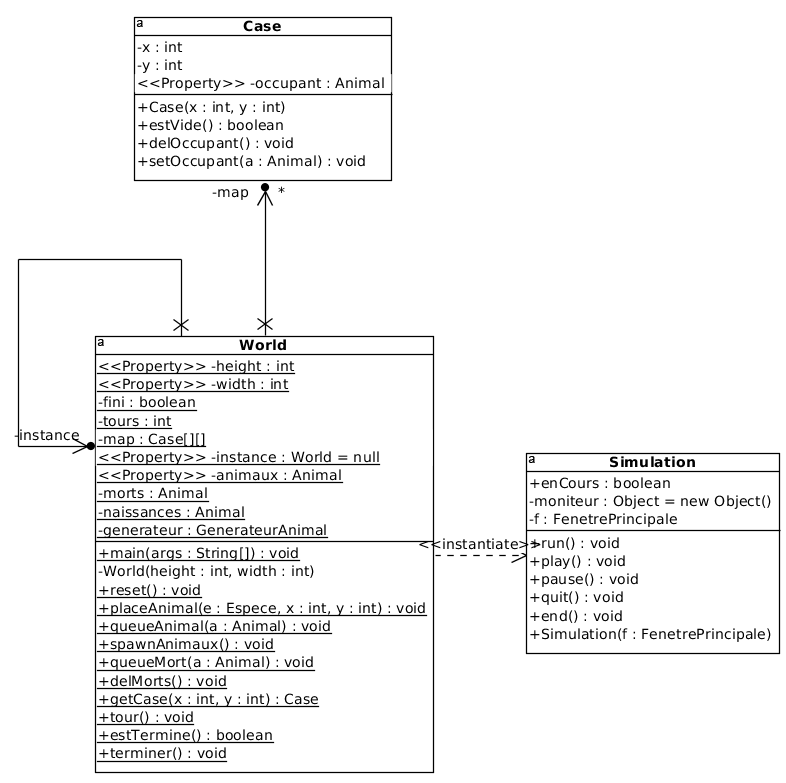 a
Case
-x : int
-y : int
<<Property>> -occupant : Animal
+Case(x : int, y : int)
+estVide() : boolean
+delOccupant() : void
+setOccupant(a : Animal) : void
-map *
-instance
a
World
<<Property>> -height : int
<<Property>> -width : int
-fini : boolean
-tours : int
-map : Case[][]
<<Property>> -instance : World = null
<<Property>> -animaux : Animal
-morts : Animal
-naissances : Animal
-generateur : GenerateurAnimal
+main(args : String[]) : void
-World(height : int, width : int)
+reset() : void
+placeAnimal(e : Espece, x : int, y : int) : void
+queueAnimal(a : Animal) : void
+spawnAnimaux() : void
+queueMort(a : Animal) : void
+delMorts() : void
+getCase(x : int, y : int) : Case
+tour() : void
+estTermine() : boolean
+terminer() : void
<<instantiate>>
a
Simulation
+enCours : boolean
-moniteur : Object = new Object()
-f : FenetrePrincipale
+run() : void
+play() : void
+pause() : void
+quit() : void
+end() : void
+Simulation(f : FenetrePrincipale)